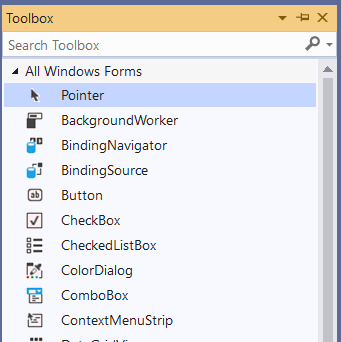 Toolbox
Search Toolbox
All Windows Forms
Pointer
BackgroundWorker
BindingNavigator
BindingSource
Button
CheckBox
CheckedListBox
ColorDialog
ComboBox
ContextMenuStrip